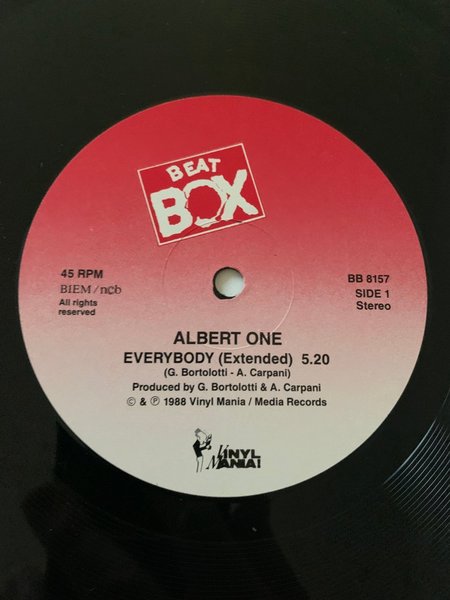 BEAT
BOX
45 RPM
BIEM/ncb
All rights
reserved
BB 8157
SIDE 1
Stereo
ALBERT ONE
EVERYBODY (Extended) 5.20
(G. Bortolotti - A. Carpani)
Produced by G. Bortolotti & A. Carpani
© & ℗ 1988 Vinyl Mania / Media Records
VINYL
MANIA!